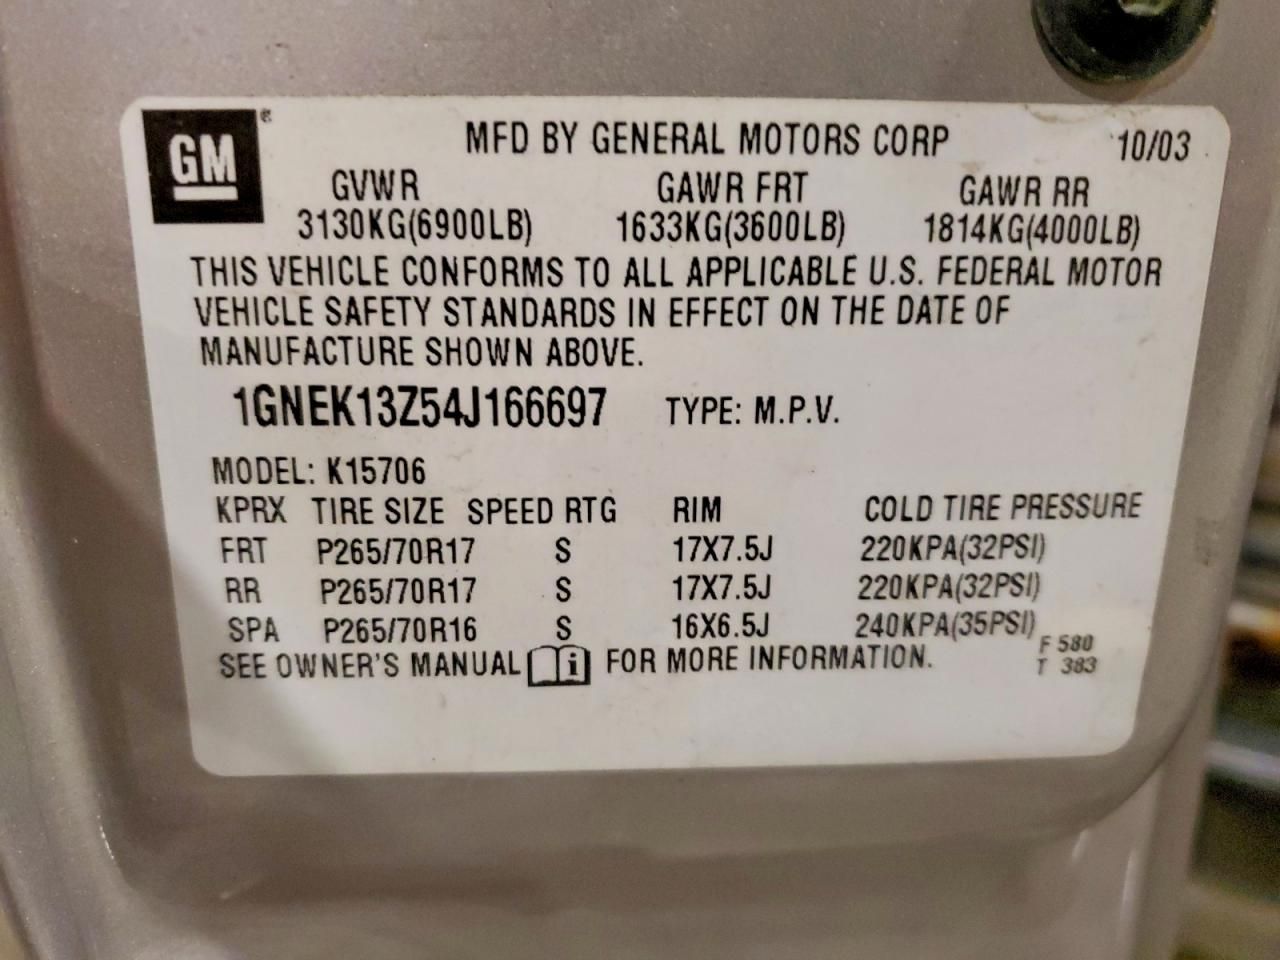 GM®
MFD BY GENERAL MOTORS CORP 10/03
GVWR GAWR FRT GAWR RR
3130KG(6900LB) 1633KG(3600LB) 1814KG(4000LB)
THIS VEHICLE CONFORMS TO ALL APPLICABLE U.S. FEDERAL MOTOR
VEHICLE SAFETY STANDARDS IN EFFECT ON THE DATE OF
MANUFACTURE SHOWN ABOVE.
1GNEK13Z54J166697 TYPE: M.P.V.
MODEL: K15706
KPRX TIRE SIZE SPEED RTG RIM COLD TIRE PRESSURE
FRT P265/70R17 S 17X7.5J 220KPA(32PSI)
RR P265/70R17 S 17X7.5J 220KPA(32PSI)
SPA P265/70R16 S 16X6.5J 240KPA(35PSI)
SEE OWNER'S MANUAL i FOR MORE INFORMATION.
F 580
T 383